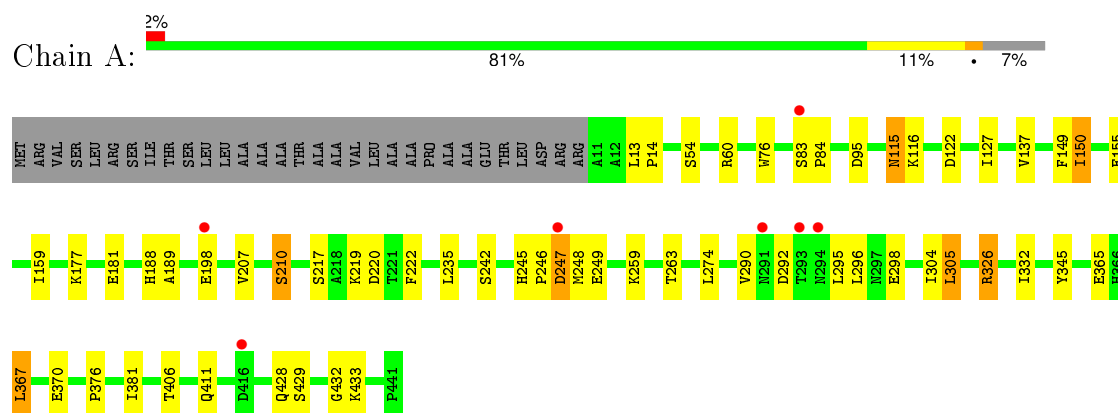 2%
Chain A:
81% 11% • 7%
MET ARG VAL SER LEU ARG SER ILE THR SER LEU LEU ALA ALA ALA THR ALA ALA VAL LEU ALA ALA PRO ALA ALA GLU THR LEU ASP ARG ARG A11 A12 L13 P14 S54 R60 W76 S83 P84 D95 N115 K116 D122 I127 V137 F149 I150
I159 K177 E181 H188 A189 E198 V207 S210 S217 A218 K219 D220 T221 F222 L235 S242 H245 P246 D247 M248 E249 K259 T263 L274 V290 N291 D292 T293 N294 L295 L296 N297 E298 I304 L305 R326 I332 Y345 E365
L367 E370 P376 I381 T406 Q411 D416 Q428 S429 G432 K433 P441